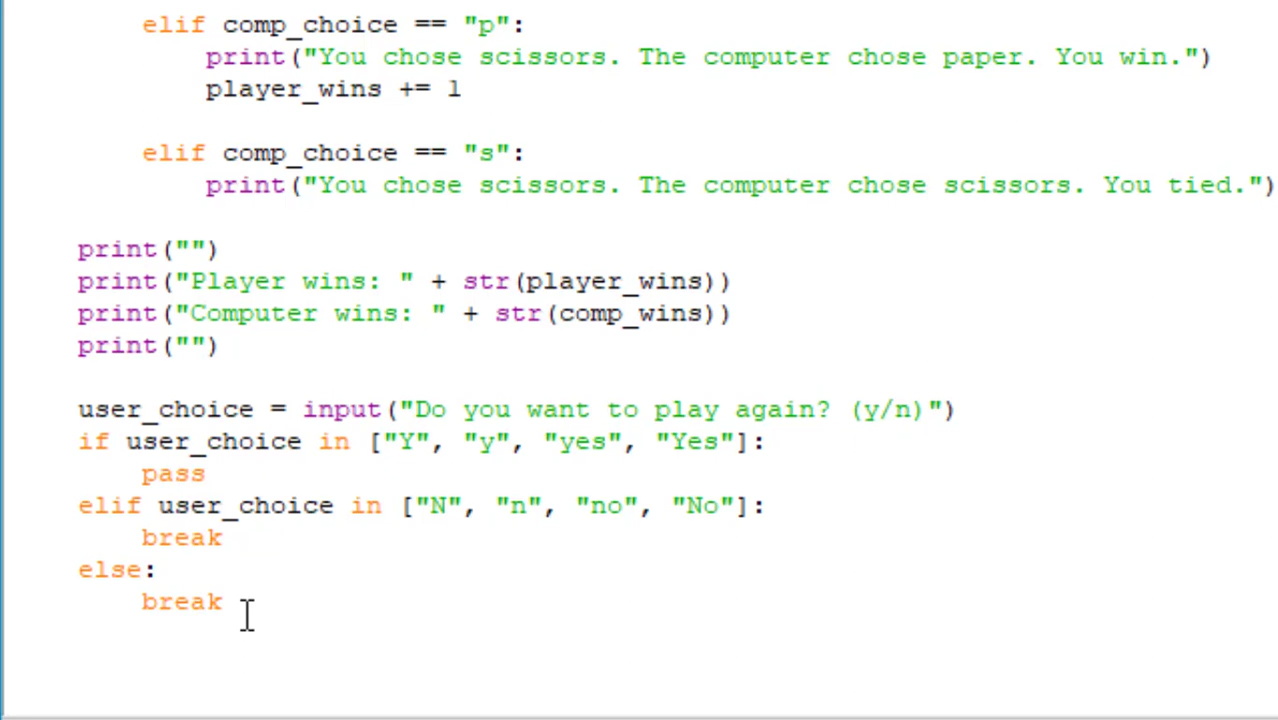 elif comp_choice == "p":
print("You chose scissors. The computer chose paper. You win.")
player_wins += 1
elif comp_choice == "s":
print("You chose scissors. The computer chose scissors. You tied.")
print("")
print("Player wins: " + str(player_wins))
print("Computer wins: " + str(comp_wins))
print("")
user_choice = input("Do you want to play again? (y/n)")
if user_choice in ["Y", "y", "yes", "Yes"]:
pass
elif user_choice in ["N", "n", "no", "No"]:
break
else:
break